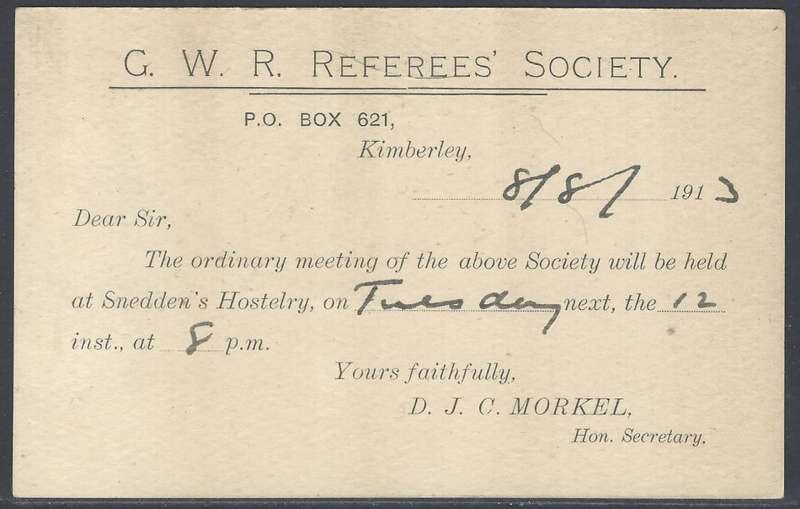 G. W. R. REFEREES' SOCIETY.
P.O. BOX 621,
Kimberley,
8/8/ 1913
Dear Sir,
The ordinary meeting of the above Society will be held
at Snedden's Hostelry, on Tuesday next, the 12
inst., at 8 p.m.
Yours faithfully,
D. J. C. MORKEL,
Hon. Secretary.